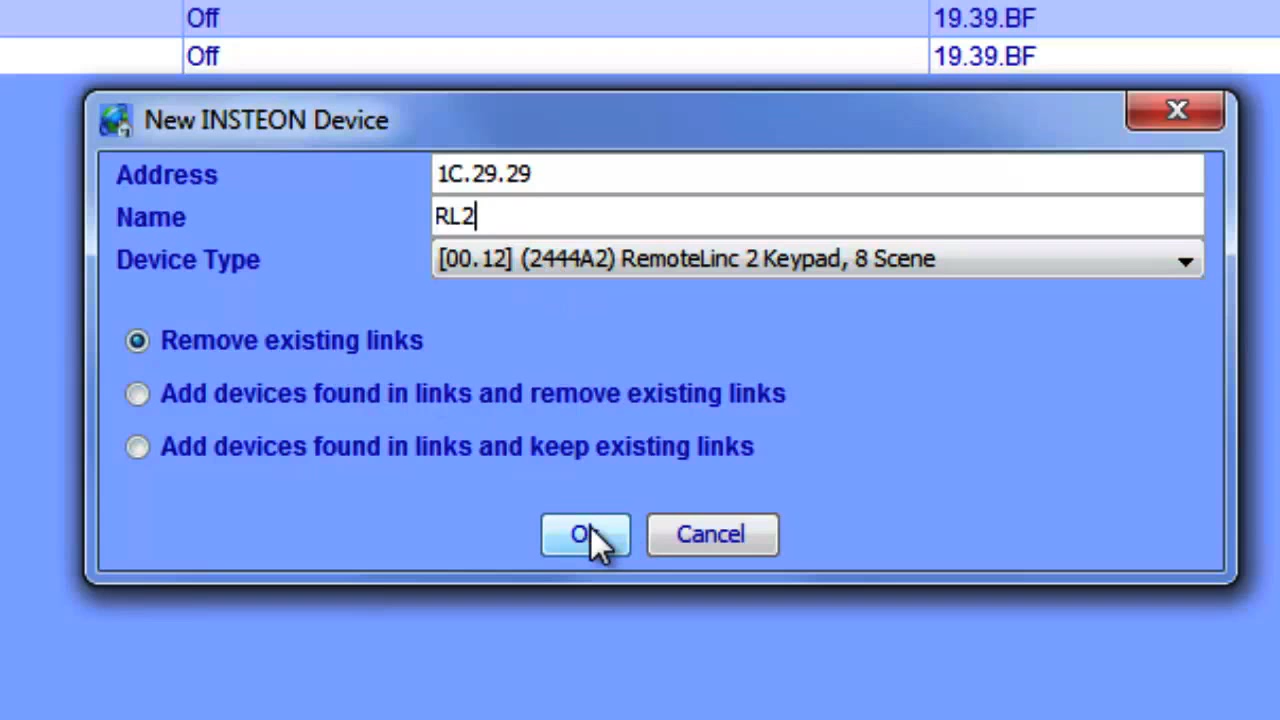 Off 19.39.BF
Off 19.39.BF
New INSTEON Device
Address 1C.29.29
Name RL2
Device Type [00.12] (2444A2) RemoteLinc 2 Keypad, 8 Scene
Remove existing links
Add devices found in links and remove existing links
Add devices found in links and keep existing links
Cancel